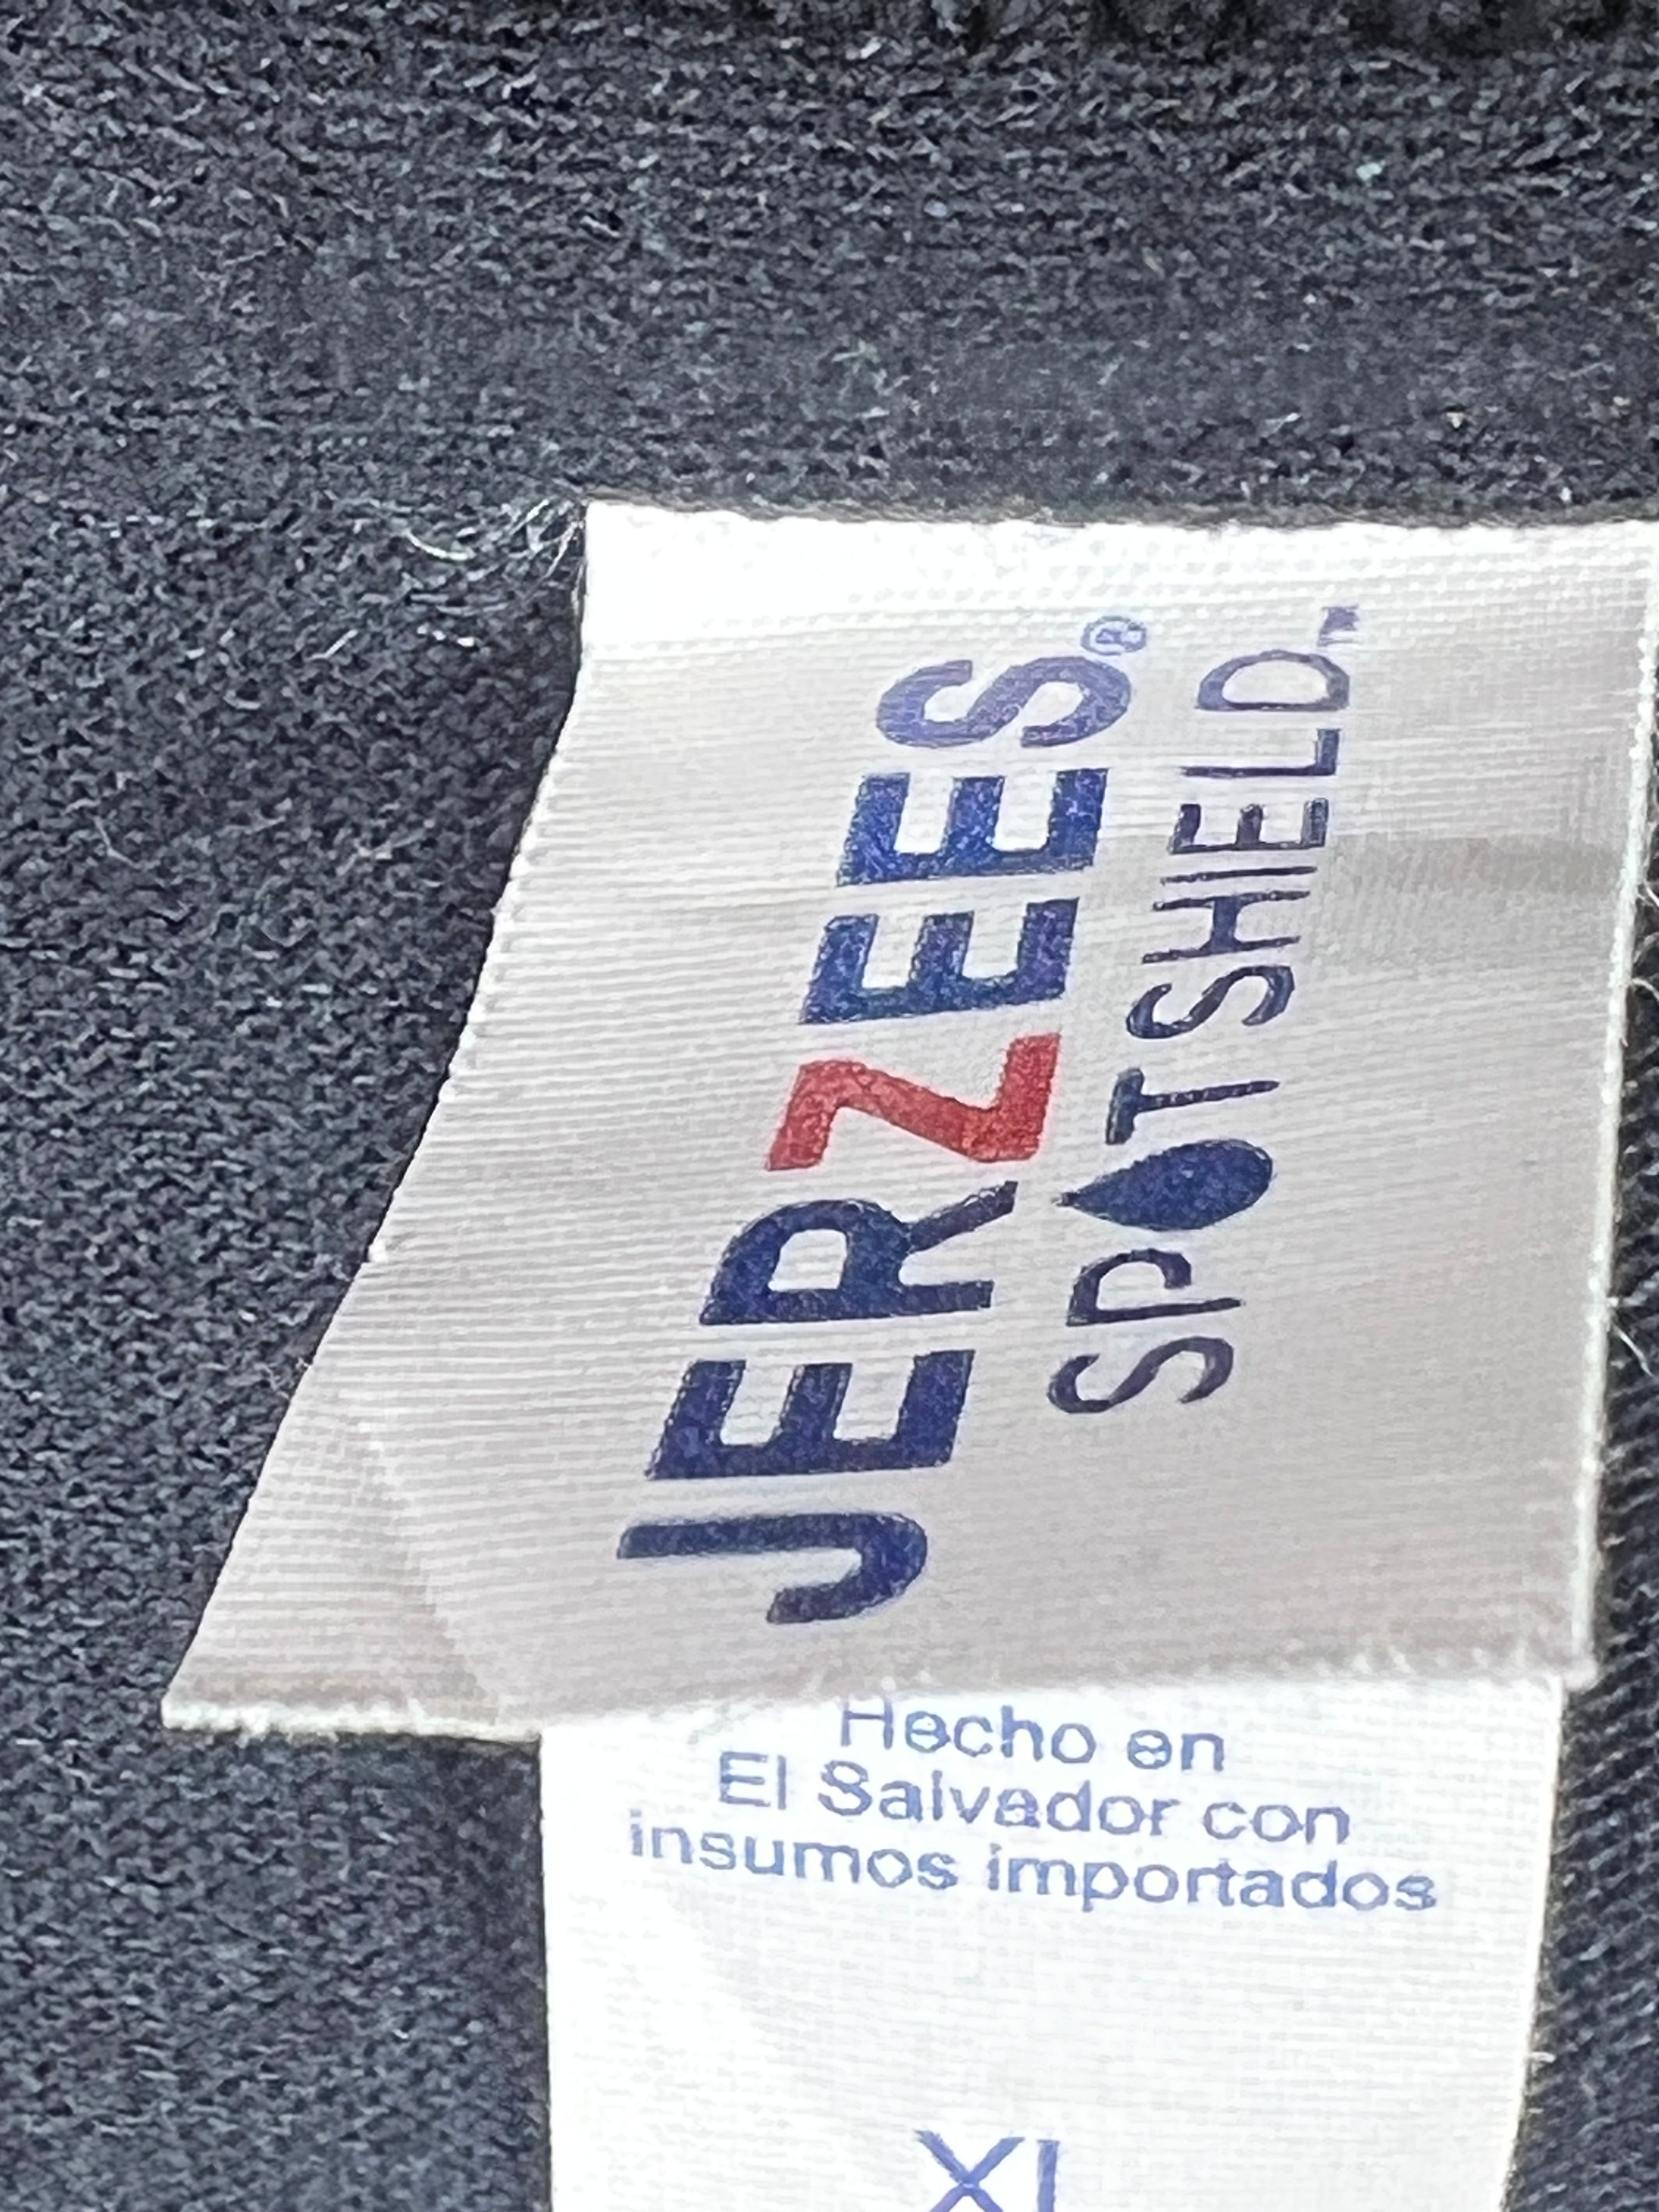 JERZEES®
SPOTSHIELD™
Hecho en
El Salvador con
insumos importados
XL